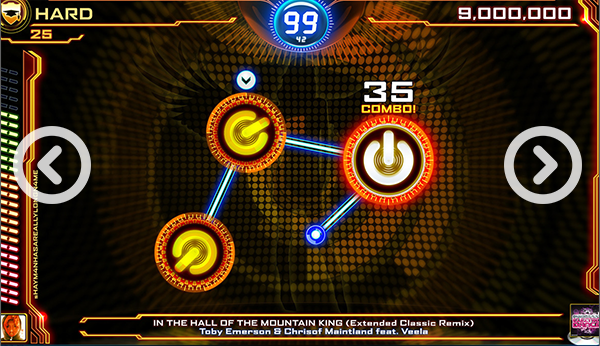 HARD
99
9,000,000
25
42
35
COMBO!
#HAYM4NHASAREALLYLONGNAME
IN THE HALL OF THE MOUNTAIN KING (Extended Classic Remix)
Toby Emerson & Chrisof Maintland feat. Veela